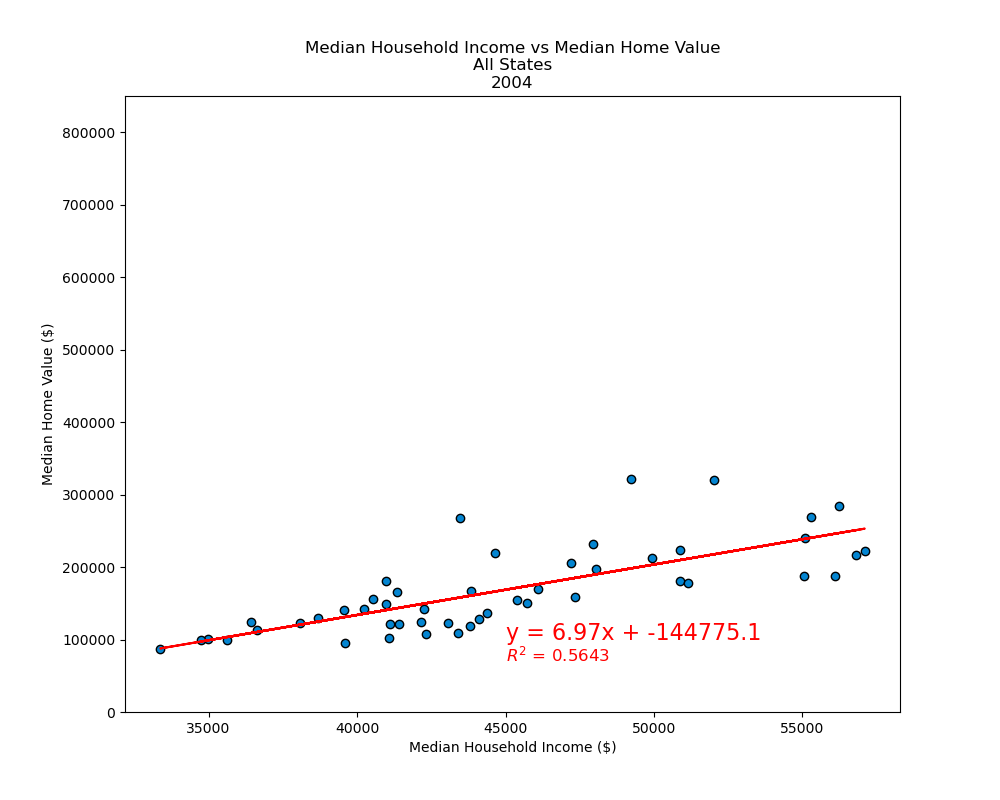 Median Household Income vs Median Home Value
All States
2004
Median Home Value ($)
800000
700000
600000
500000
400000
300000
200000
100000
0
y = 6.97x + -144775.1
R² = 0.5643
35000 40000 45000 50000 55000
Median Household Income ($)